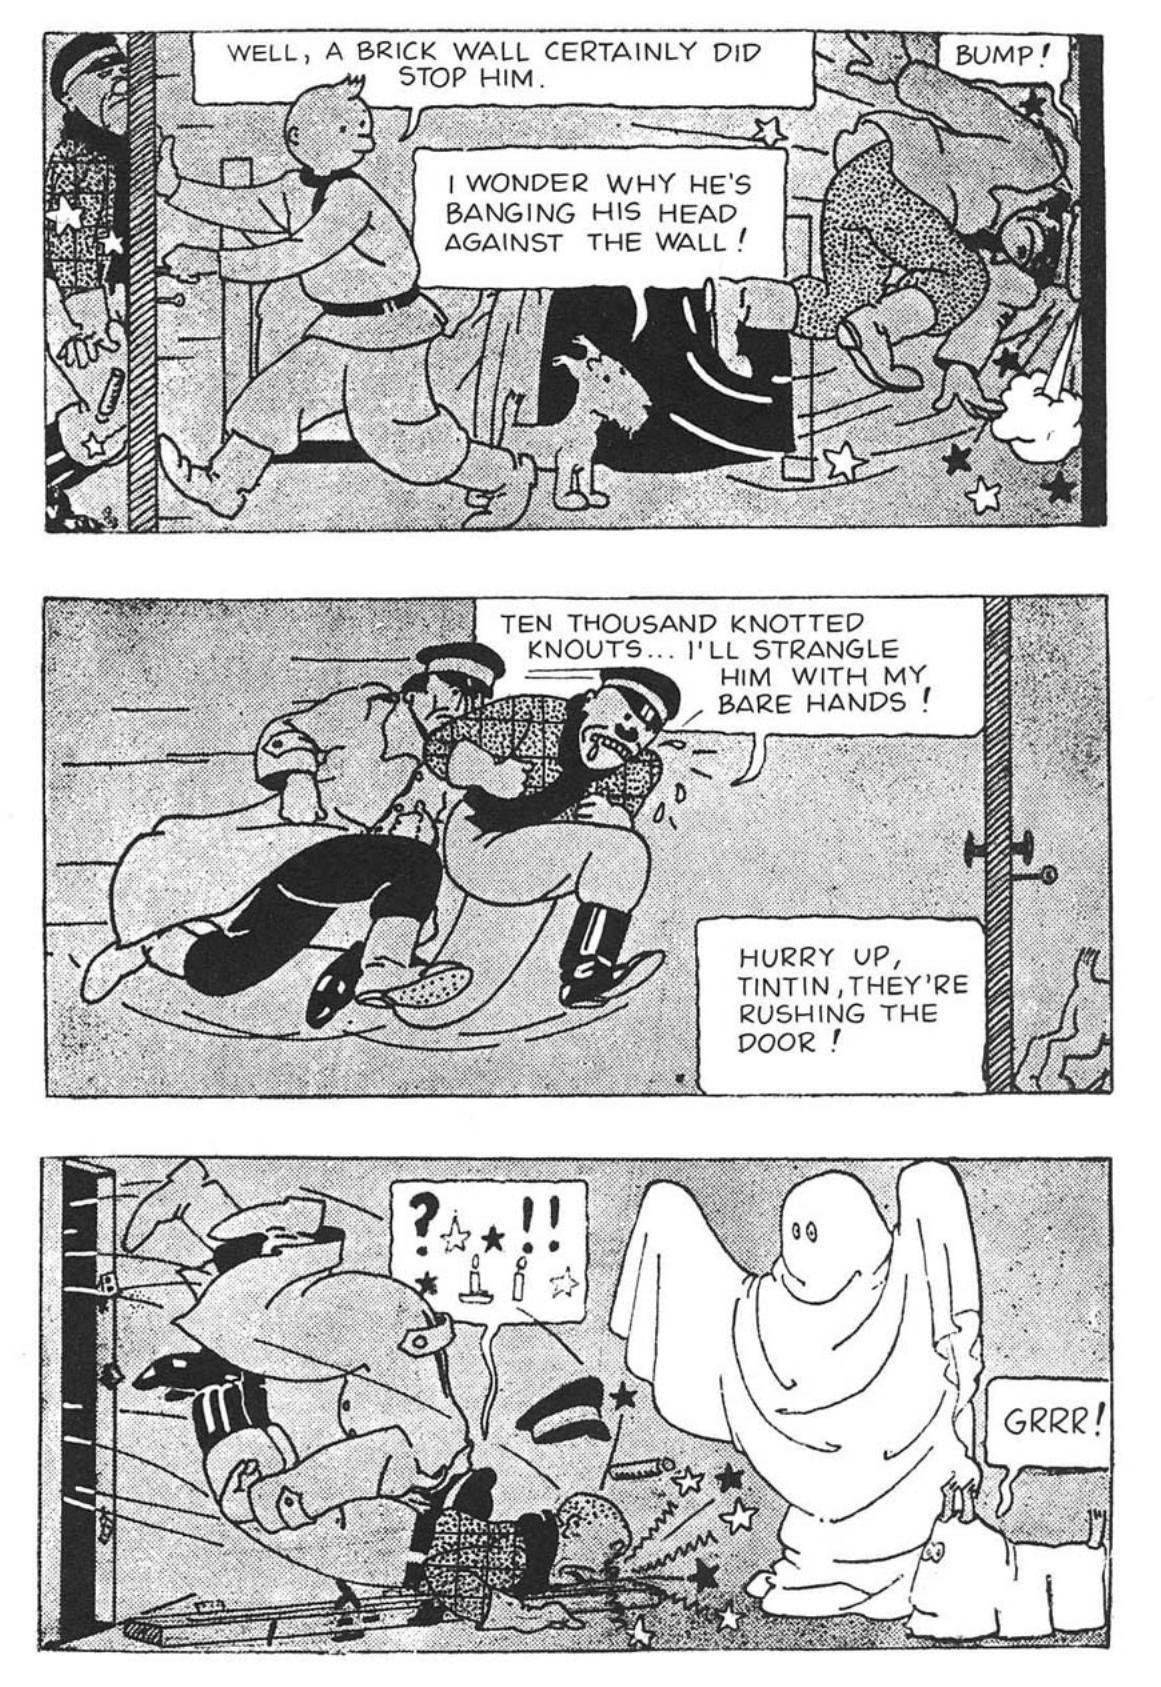 WELL, A BRICK WALL CERTAINLY DID
STOP HIM.
BUMP!
I WONDER WHY HE'S
BANGING HIS HEAD
AGAINST THE WALL!
TEN THOUSAND KNOTTED
KNOUTS... I'LL STRANGLE
HIM WITH MY
BARE HANDS!
HURRY UP,
TINTIN, THEY'RE
RUSHING THE
DOOR!
? !!
GRRR!